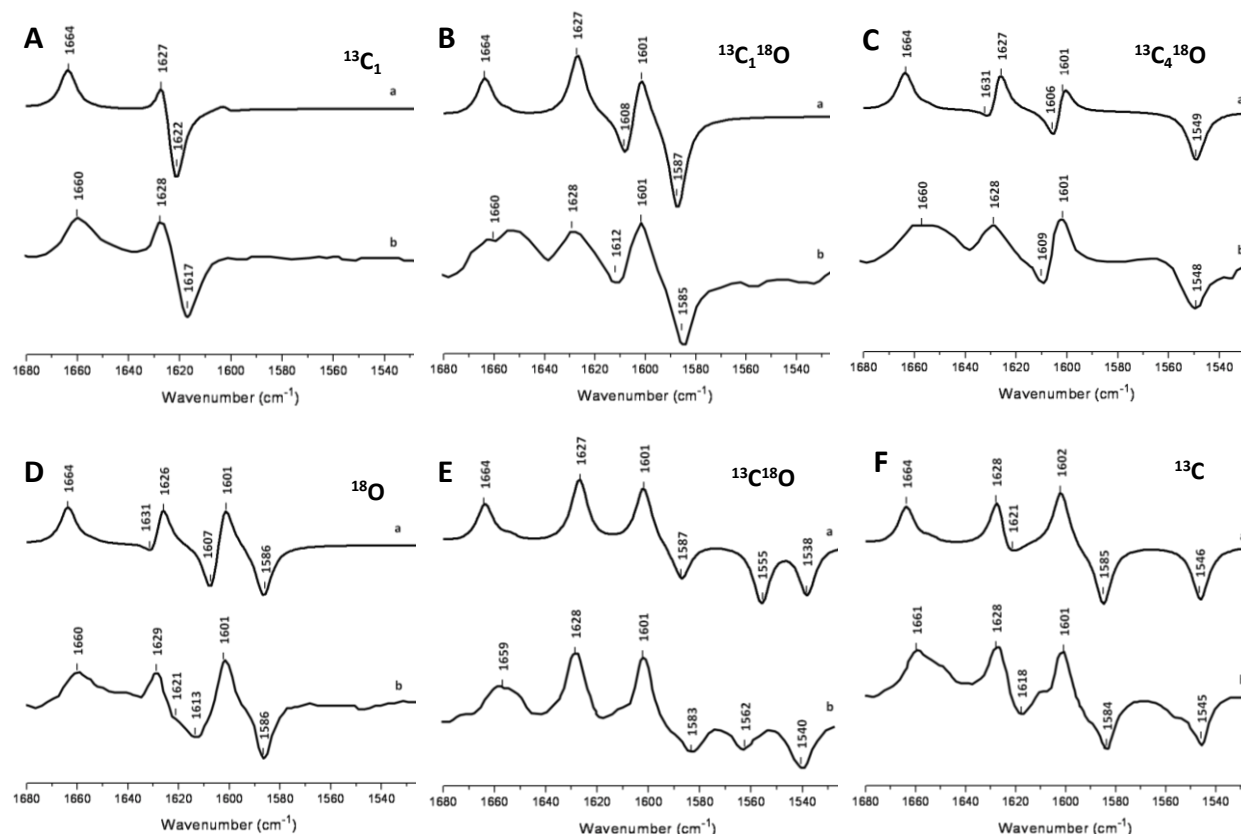 A
¹³C₁
1664
1627
1622
a
1660
1628
1617
b
1680 1660 1640 1620 1600 1580 1560 1540
Wavenumber (cm⁻¹)
B
¹³C₁¹⁸O
1664
1627
1608
1601
1587
a
1660
1628
1612
1601
1585
b
1680 1660 1640 1620 1600 1580 1560 1540
Wavenumber (cm⁻¹)
C
¹³C₄¹⁸O
1664
1631
1627
1606
1601
1549
a
1660
1628
1609
1601
1548
b
1680 1660 1640 1620 1600 1580 1560 1540
Wavenumber (cm⁻¹)
D
¹⁸O
1664
1631
1626
1607
1601
1586
a
1660
1629
1621
1613
1601
1586
b
1680 1660 1640 1620 1600 1580 1560 1540
Wavenumber (cm⁻¹)
E
¹³C¹⁸O
1664
1627
1601
1587
1555
1538
a
1659
1628
1601
1583
1562
1540
b
1680 1660 1640 1620 1600 1580 1560 1540
Wavenumber (cm⁻¹)
F
¹³C
1664
1628
1621
1602
1585
1546
1661
1628
1618
1601
1584
1545
1680 1660 1640 1620 1600 1580 1560 1540
Wavenumber (cm⁻¹)